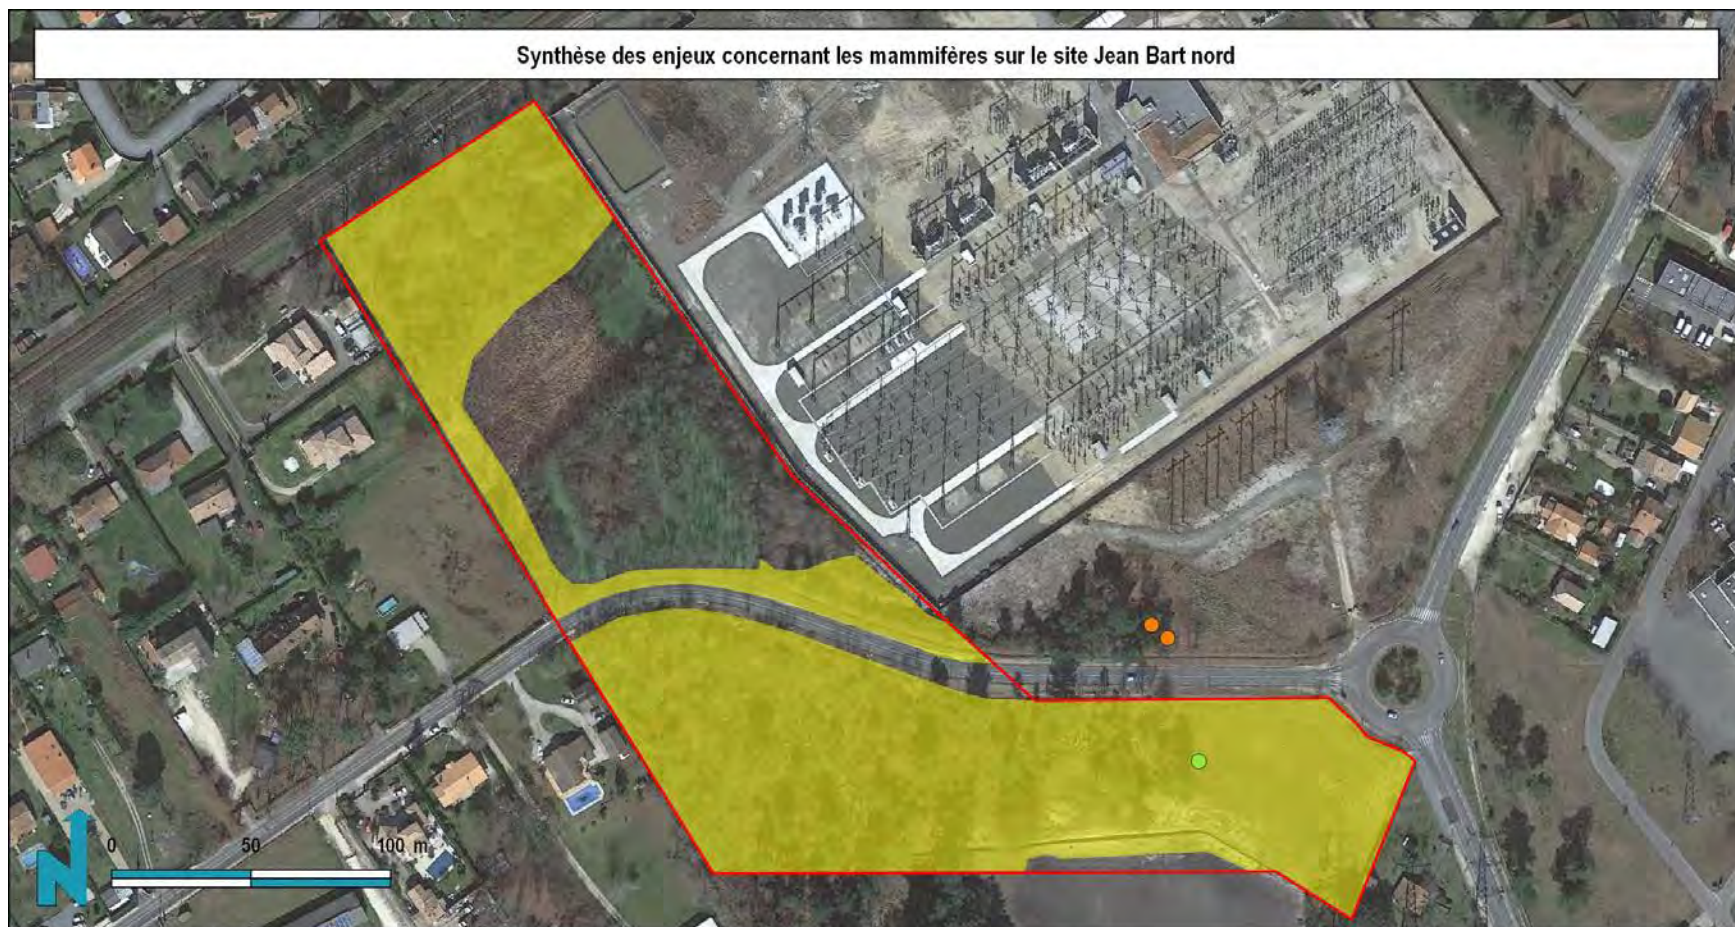 Synthèse des enjeux concernant les mammifères sur le site Jean Bart nord
0 50 100 m
N